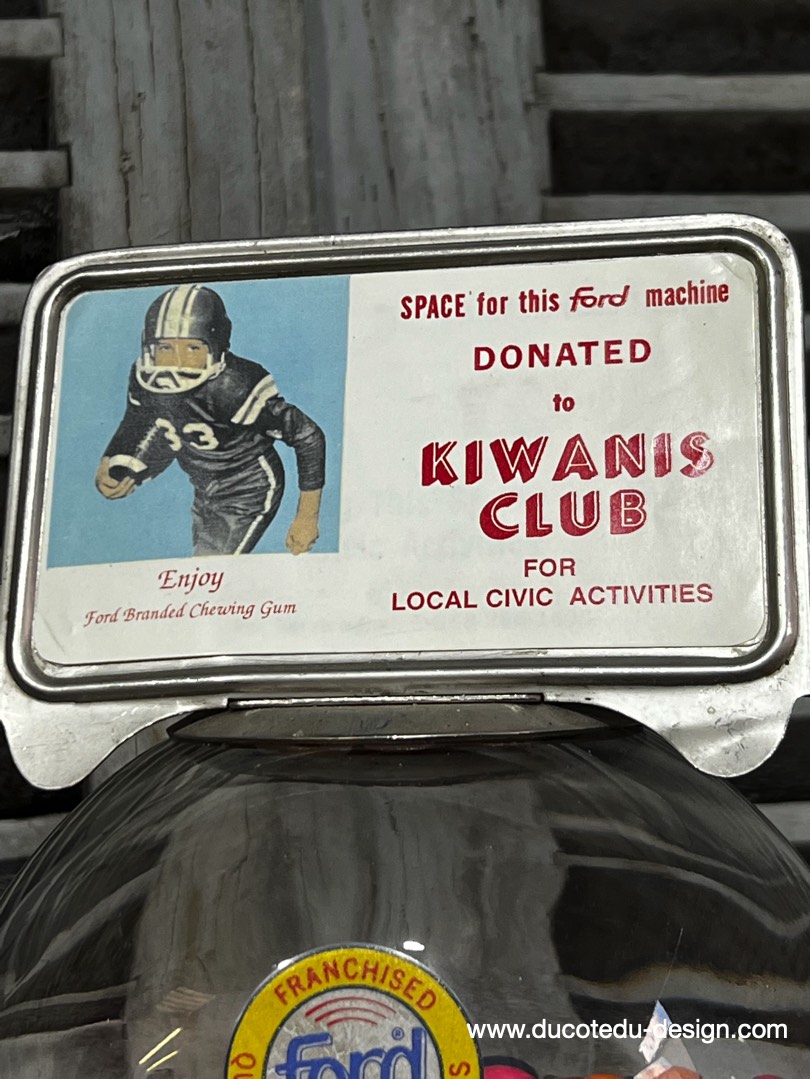 SPACE for this Ford machine
DONATED
to
KIWANIS
CLUB
FOR
LOCAL CIVIC ACTIVITIES
33
Enjoy
Ford Branded Chewing Gum
FRANCHISED
Ford®
www.ducotedu-design.com